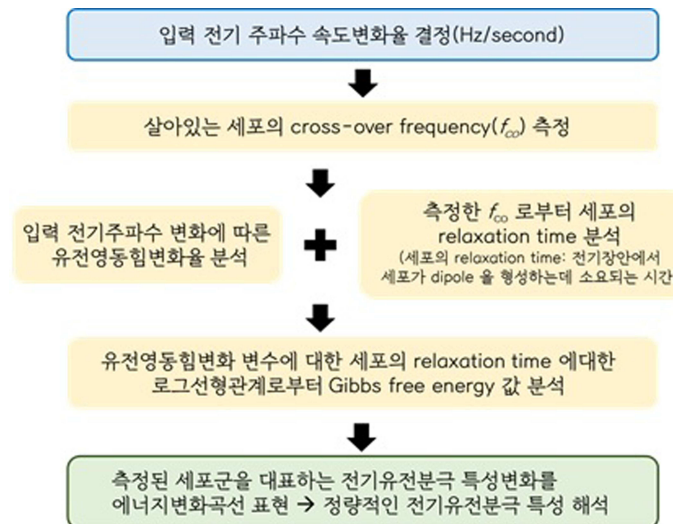 입력 전기 주파수 속도변화율 결정(Hz/second)
살아있는 세포의 cross-over frequency(fco) 측정
입력 전기주파수 변화에 따른
유전영동힘변화율 분석
측정한 fco 로부터 세포의
relaxation time 분석
(세포의 relaxation time: 전기장안에서
세포가 dipole 을 형성하는데 소요되는 시간
유전영동힘변화 변수에 대한 세포의 relaxation time 에대한
로그선형관계로부터 Gibbs free energy 값 분석
측정된 세포군을 대표하는 전기유전분극 특성변화를
에너지변화곡선 표현 → 정량적인 전기유전분극 특성 해석